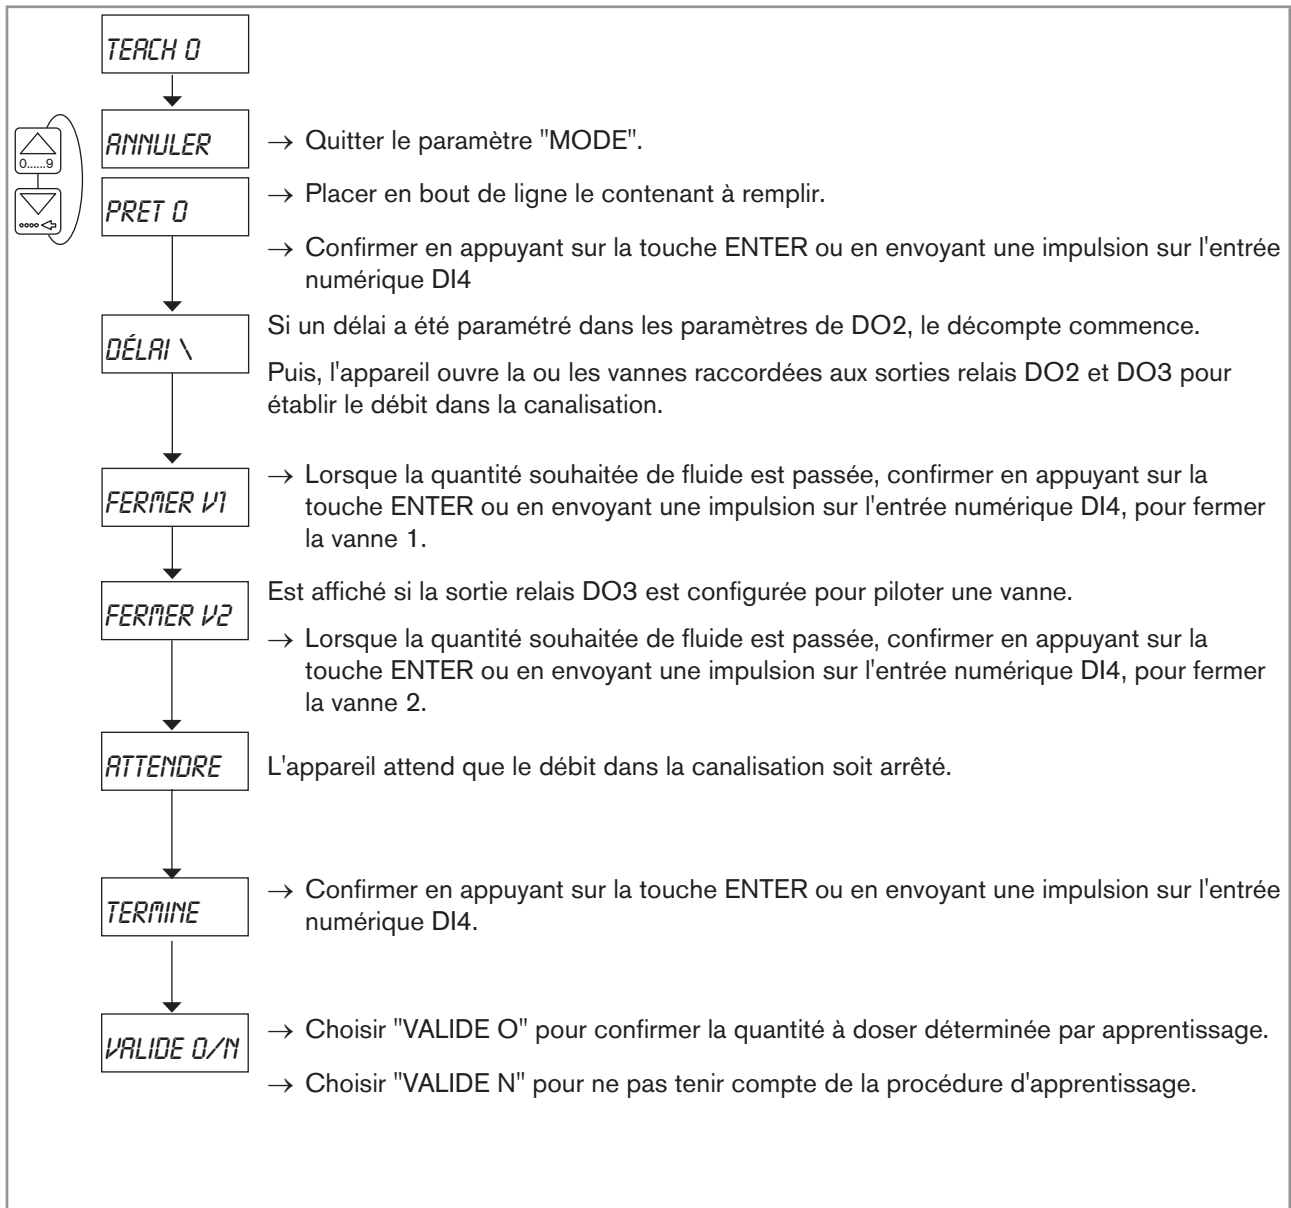 TEACH O
ANNULER
→ Quitter le paramètre "MODE".
0......9
PRET O
→ Placer en bout de ligne le contenant à remplir.
→ Confirmer en appuyant sur la touche ENTER ou en envoyant une impulsion sur l'entrée
numérique DI4
DÉLAI \
Si un délai a été paramétré dans les paramètres de DO2, le décompte commence.
Puis, l'appareil ouvre la ou les vannes raccordées aux sorties relais DO2 et DO3 pour
établir le débit dans la canalisation.
FERMER V1
→ Lorsque la quantité souhaitée de fluide est passée, confirmer en appuyant sur la
touche ENTER ou en envoyant une impulsion sur l'entrée numérique DI4, pour fermer
la vanne 1.
FERMER V2
Est affiché si la sortie relais DO3 est configurée pour piloter une vanne.
→ Lorsque la quantité souhaitée de fluide est passée, confirmer en appuyant sur la
touche ENTER ou en envoyant une impulsion sur l'entrée numérique DI4, pour fermer
la vanne 2.
ATTENDRE
L'appareil attend que le débit dans la canalisation soit arrêté.
TERMINE
→ Confirmer en appuyant sur la touche ENTER ou en envoyant une impulsion sur l'entrée
numérique DI4.
VALIDE O/N
→ Choisir "VALIDE O" pour confirmer la quantité à doser déterminée par apprentissage.
→ Choisir "VALIDE N" pour ne pas tenir compte de la procédure d'apprentissage.